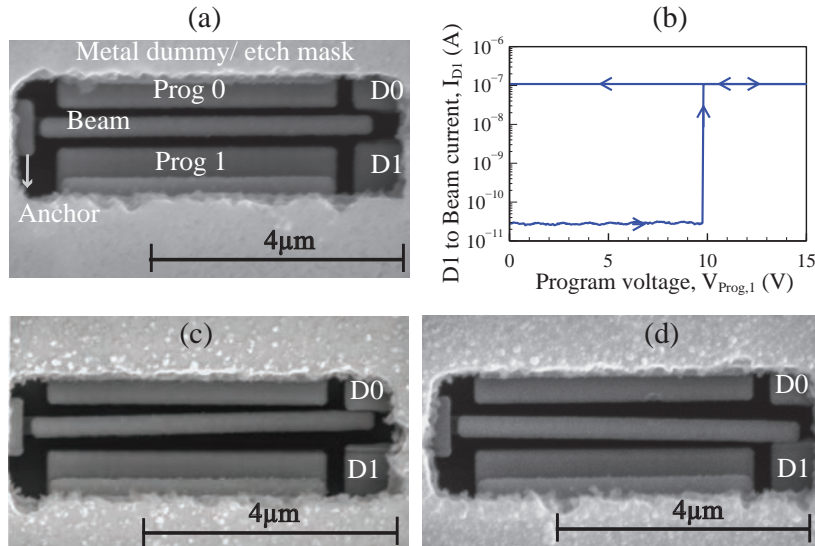 (a)
Metal dummy/ etch mask
Prog 0
D0
Beam
Prog 1
D1
Anchor
4μm
(b)
D1 to Beam current, I_D1 (A)
10⁻⁶
10⁻⁷
10⁻⁸
10⁻⁹
10⁻¹⁰
10⁻¹¹
0 5 10 15
Program voltage, V_Prog,1 (V)
(c)
D0
D1
4μm
(d)
D0
D1
4μm